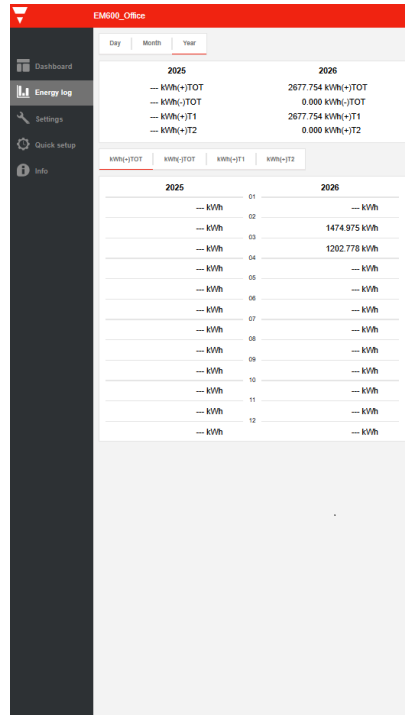 EM600_Office
Day Month Year
Dashboard
Energy log
Settings
Quick setup
Info
2025 2026
--- kWh(+)TOT 2677.754 kWh(+)TOT
--- kWh(-)TOT 0.000 kWh(-)TOT
--- kWh(+)T1 2677.754 kWh(+)T1
--- kWh(+)T2 0.000 kWh(+)T2
kWh(+)TOT kWh(-)TOT kWh(+)T1 kWh(+)T2
2025 2026
01
--- kWh --- kWh
02
--- kWh 1474.975 kWh
03
--- kWh 1202.778 kWh
04
--- kWh --- kWh
05
--- kWh --- kWh
06
--- kWh --- kWh
07
--- kWh --- kWh
08
--- kWh --- kWh
09
--- kWh --- kWh
10
--- kWh --- kWh
11
--- kWh --- kWh
12
--- kWh --- kWh